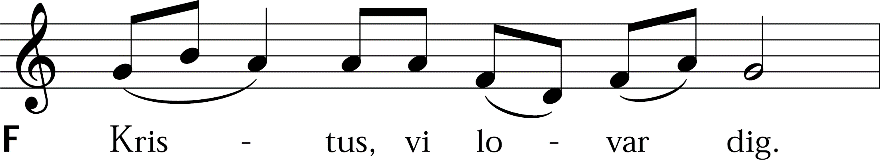 F Kris - tus, vi lo - var dig.